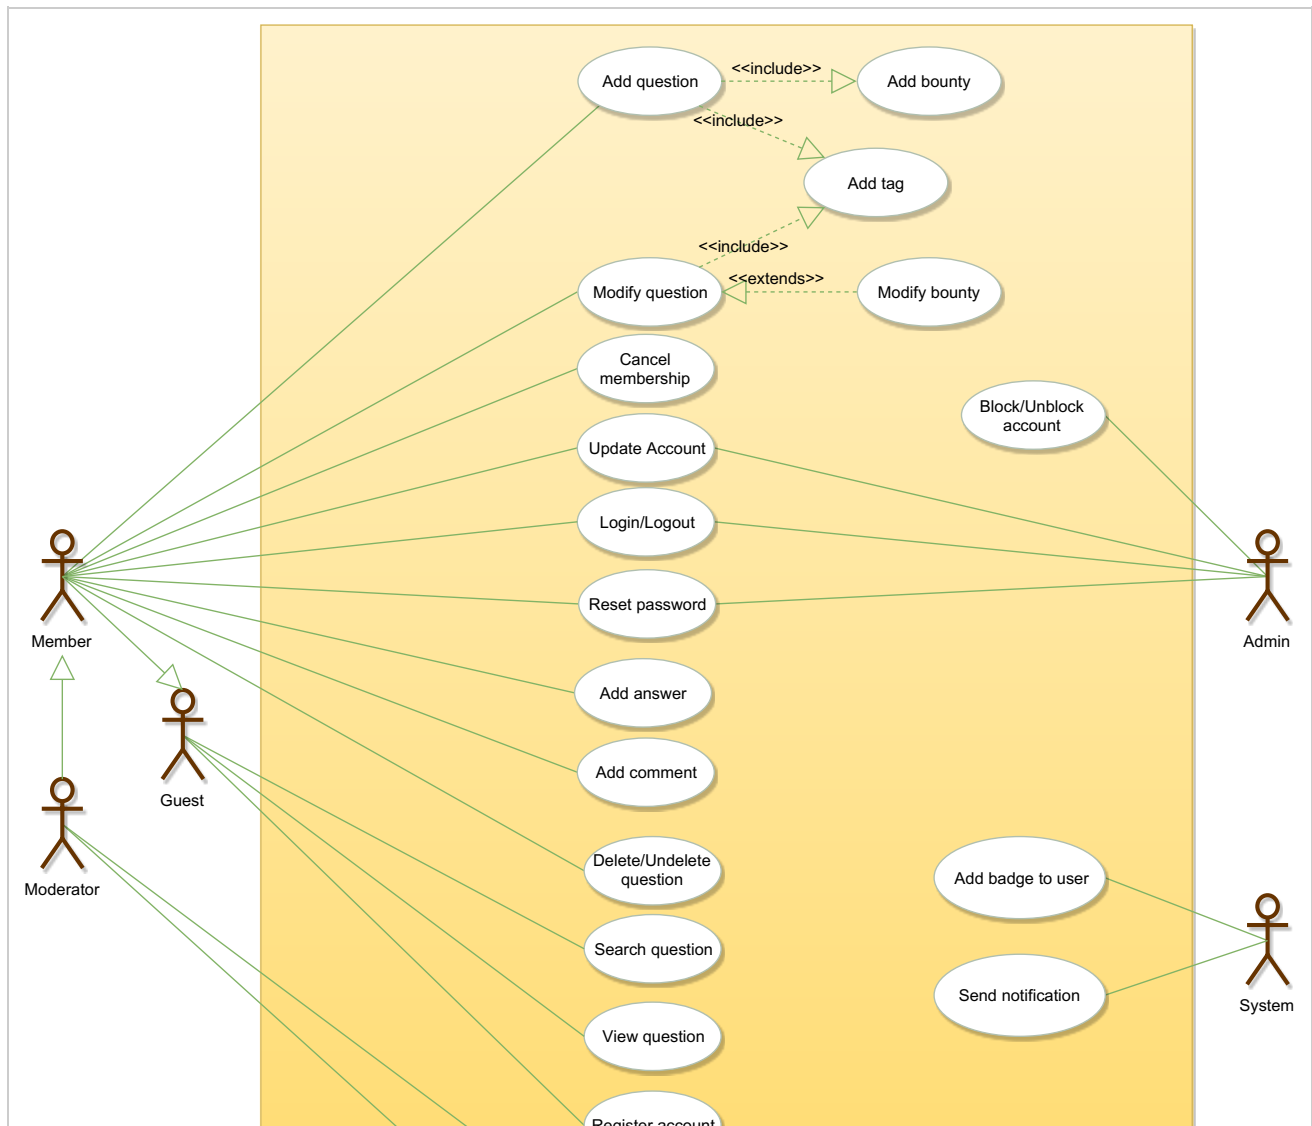 <<include>>
Add question
Add bounty
<<include>>
Add tag
<<include>>
<<extends>>
Modify question
Modify bounty
Cancel
membership
Block/Unblock
account
Update Account
Login/Logout
Reset password
Member
Admin
Add answer
Add comment
Guest
Moderator
Delete/Undelete
question
Add badge to user
Search question
Send notification
System
View question
Register account